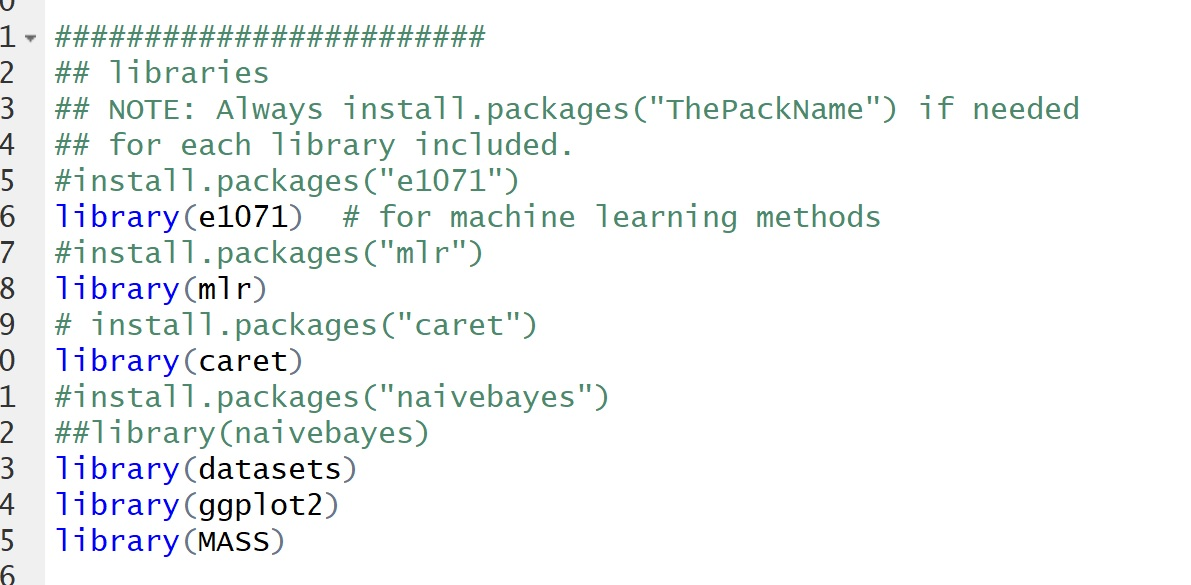 0
1 ########################
2 ## libraries
3 ## NOTE: Always install.packages("ThePackName") if needed
4 ## for each library included.
5 #install.packages("e1071")
6 library(e1071)  # for machine learning methods
7 #install.packages("mlr")
8 library(mlr)
9 # install.packages("caret")
0 library(caret)
1 #install.packages("naivebayes")
2 ##library(naivebayes)
3 library(datasets)
4 library(ggplot2)
5 library(MASS)
6